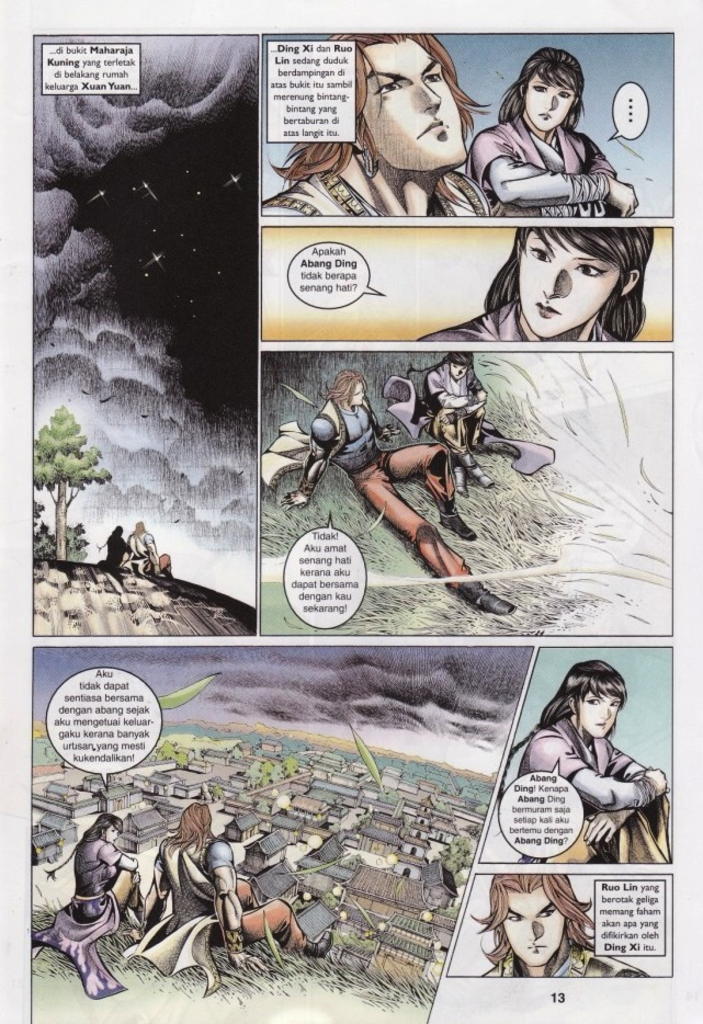 ...di bukit Maharaja
Kuning yang terletak
di belakang rumah
keluarga Xuan Yuan...
...Ding Xi dan Ruo
Lin sedang duduk
berdampingan di
atas bukit itu sambil
merenung bintang-
bintang yang
bertaburan di
atas langit itu.
...
Apakah
Abang Ding
tidak berapa
senang hati?
Tidak!
Aku amat
senang hati
kerana aku
dapat bersama
dengan kau
sekarang!
Aku
tidak dapat
sentiasa bersama
dengan abang sejak
aku mengetuai keluar-
gaku kerana banyak
urusan yang mesti
kukendalikan!
Abang
Ding! Kenapa
Abang Ding
bermuram saja
setiap kali aku
bertemu dengan
Abang Ding?
Ruo Lin yang
berotak geliga
memang faham
akan apa yang
difikirkan oleh
Ding Xi itu.
13